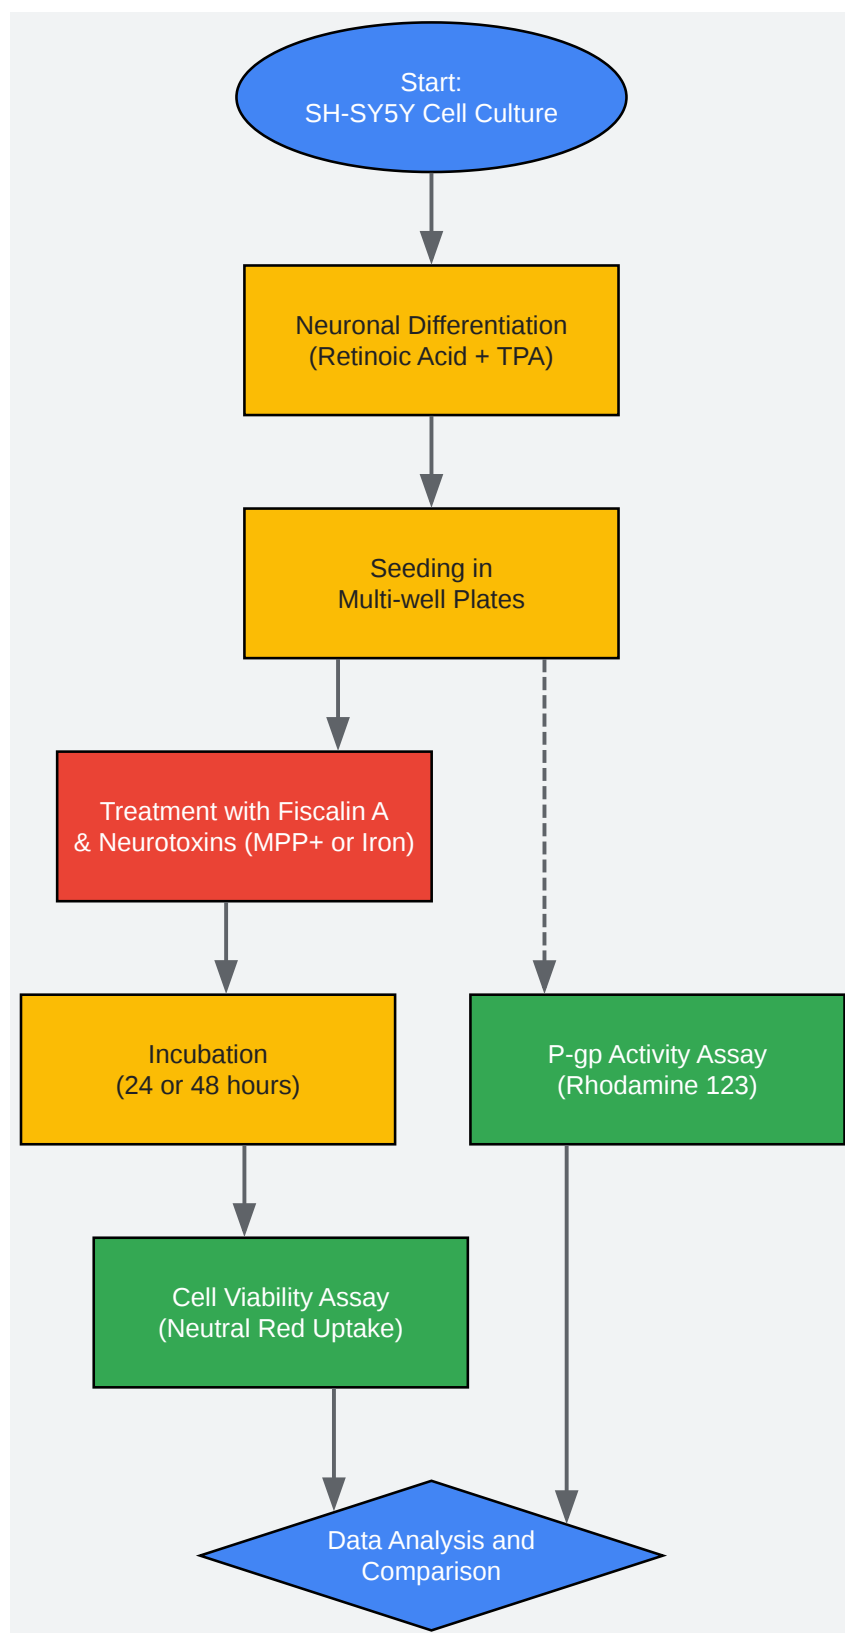 Start:
SH-SY5Y Cell Culture
Neuronal Differentiation
(Retinoic Acid + TPA)
Seeding in
Multi-well Plates
Treatment with Fiscalin A
& Neurotoxins (MPP+ or Iron)
Incubation
(24 or 48 hours)
P-gp Activity Assay
(Rhodamine 123)
Cell Viability Assay
(Neutral Red Uptake)
Data Analysis and
Comparison